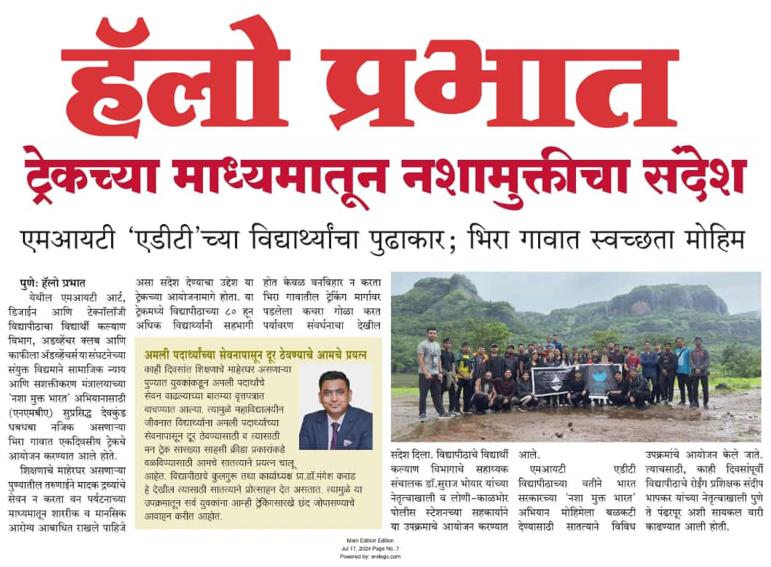 हॅलो प्रभात
ट्रेकच्या माध्यमातून नशामुक्तीचा संदेश
एमआयटी ‘एडीटी’च्या विद्यार्थ्यांचा पुढाकार; भिरा गावात स्वच्छता मोहिम
पुणे: हॅलो प्रभात
येथील एमआयटी आर्ट,
डिजाईन आणि टेक्नॉलॉजी
विद्यापीठाचा विद्यार्थी कल्याण
विभाग, अडव्हेंचर क्लब आणि
काफीला ॲडव्हेंचर्स या संघटनेच्या
संयुक्त विद्यमाने सामाजिक न्याय
आणि सशक्तीकरण मंत्रालयाच्या
‘नशा मुक्त भारत’ अभियानासाठी
(एनएमबीए) सुप्रसिद्ध देवकुंड
धबधबा नजिक असणाऱ्या
भिरा गावात एकदिवसीय ट्रेकचे
आयोजन करण्यात आले होते.
शिक्षणाचे माहेरघर असणाऱ्या
पुण्यातील तरुणाईने मादक द्रव्यांचे
सेवन न करता वन पर्यटनाच्या
माध्यमातून शारीरीक व मानसिक
आरोग्य आबाधित राखले पाहिजे
असा संदेश देण्याचा उद्देश या
ट्रेकच्या आयोजनामागे होता. या
ट्रेकमध्ये विद्यापीठाच्या ८० हून
अधिक विद्यार्थ्यांनी सहभागी
होत केवळ वनविहार न करता
भिरा गावातील ट्रेकिंग मार्गावर
पडलेला कचरा गोळा करत
पर्यावरण संवर्धनाचा देखील
अमली पदार्थांच्या सेवनापासून दूर ठेवण्याचे आमचे प्रयत्न
काही दिवसांत शिक्षणाचे माहेरघर असणाऱ्या
पुण्यात युवकांकडून अमली पदार्थांचे
सेवन वाढल्याच्या बातम्या वृत्तपत्रात
वाचण्यात आल्या. त्यामुळे महाविद्यालयीन
जीवनात विद्यार्थ्यांना अमली पदार्थांच्या
सेवनापासून दूर ठेवण्यासाठी व त्यासाठी
मन ट्रेक सारख्या साहसी क्रीडा प्रकारांकडे
वळविण्यासाठी आमचे सातत्याने प्रयत्न चालू
आहेत. विद्यापीठाचे कुलगुरू तथा कार्याध्यक्ष प्रा.डॉ.मंगेश कराड
हे देखील त्यासाठी सातत्याने प्रोत्साहन देत असतात. त्यामुळे या
उपक्रमातून सर्व युवकांना आम्ही ट्रेकिंगसारखे छंद जोपासण्याचे
आवाहन करीत आहोत.
संदेश दिला. विद्यापीठाचे विद्यार्थी
कल्याण विभागाचे सहाय्यक
संचालक डॉ.सुराज भोयार यांच्या
नेतृत्वाखाली व लोणी-काळभोर
पोलीस स्टेशनच्या सहकार्याने
या उपक्रमाचे आयोजन करण्यात
आले.
एमआयटी एडीटी
विद्यापीठाच्या वतीने भारत
सरकारच्या ‘नशा मुक्त भारत’
अभियान मोहिमेला बळकटी
देण्यासाठी सातत्याने विविध
उपक्रमांचे आयोजन केले जाते.
त्याचसाठी, काही दिवसांपूर्वी
विद्यापीठाचे रोईंग प्रशिक्षक संदीप
भापकर यांच्या नेतृत्वाखाली पुणे
ते पंढरपूर अशी सायकल वारी
काढण्यात आली होती.
Main Edition Edition
Jul 17, 2024 Page No. 7
Powered by: erelego.com